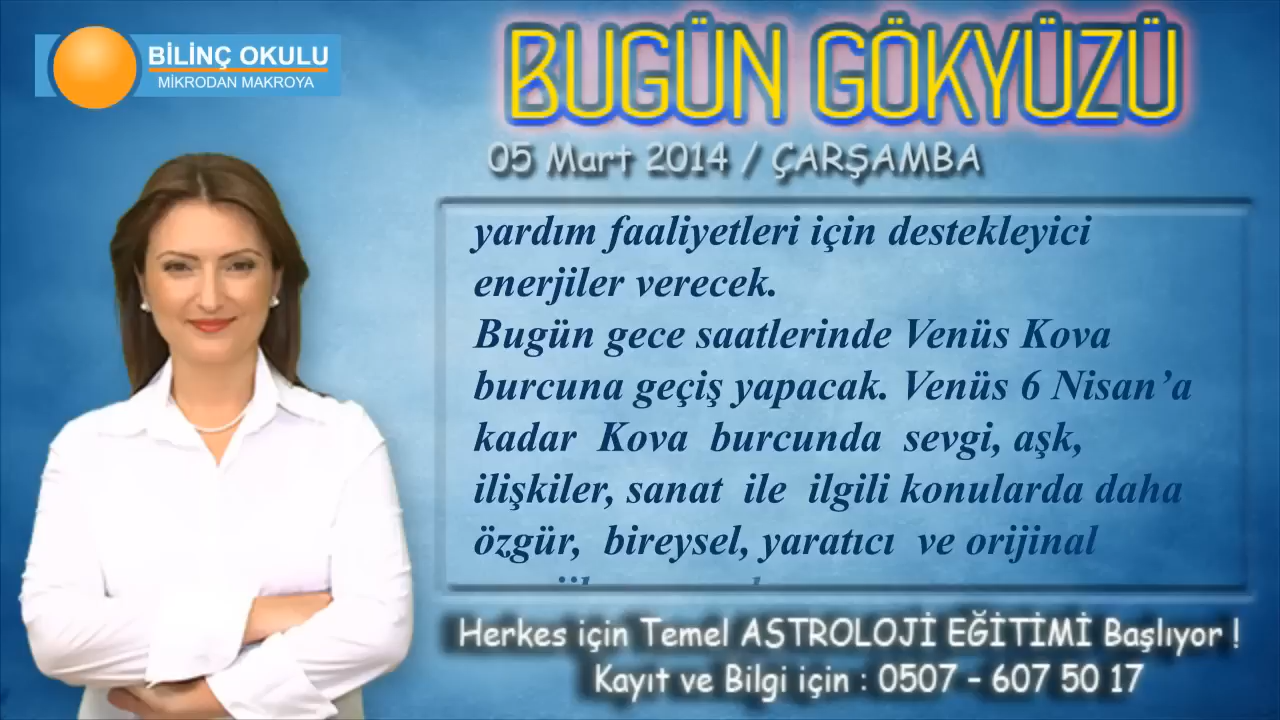 BİLİNÇ OKULU
MİKRODAN MAKROYA
BUGÜN GÖKYÜZÜ
05 Mart 2014 / ÇARŞAMBA
yardım faaliyetleri için destekleyici
enerjiler verecek.
Bugün gece saatlerinde Venüs Kova
burcuna geçiş yapacak. Venüs 6 Nisan’a
kadar Kova burcunda sevgi, aşk,
ilişkiler, sanat ile ilgili konularda daha
özgür, bireysel, yaratıcı ve orijinal
Herkes için Temel ASTROLOJİ EĞİTİMİ Başlıyor !
Kayıt ve Bilgi için : 0507 – 607 50 17